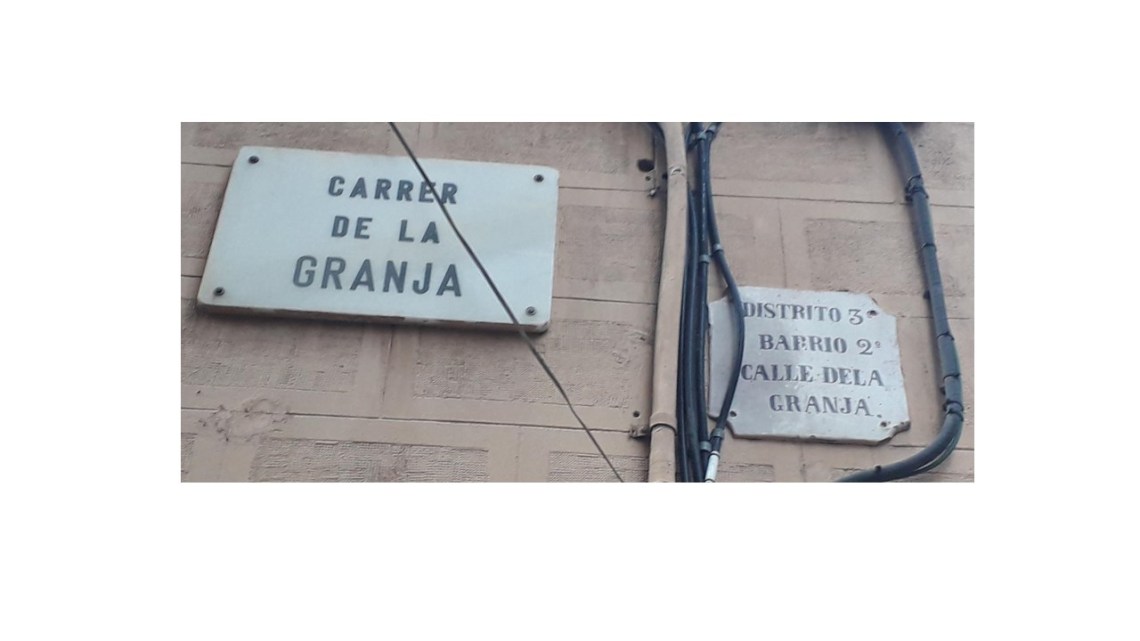 CARRER
DE LA
GRANJA
DISTRITO 3º
BARRIO 2º
CALLE DELA
GRANJA.